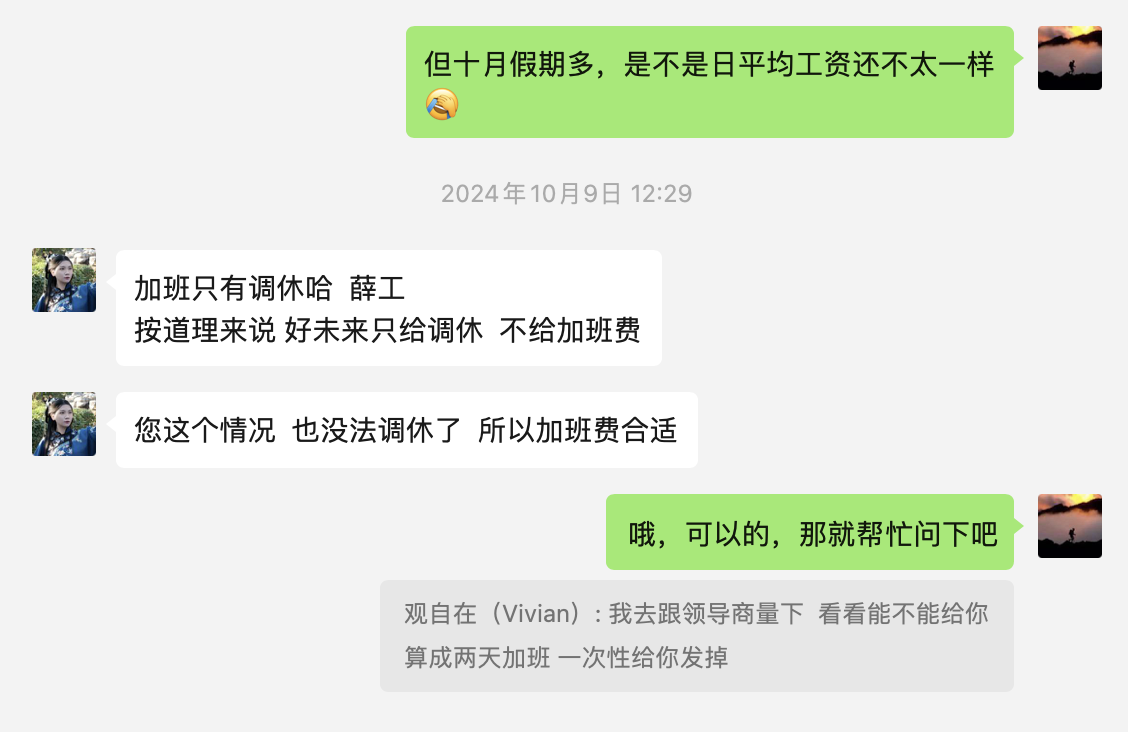 但十月假期多，是不是日平均工资还不太一样
🤦
2024年10月9日 12:29
加班只有调休哈 薛工
按道理来说 好未来只给调休 不给加班费
您这个情况 也没法调休了 所以加班费合适
哦，可以的，那就帮忙问下吧
观自在（Vivian）: 我去跟领导商量下 看看能不能给你
算成两天加班 一次性给你发掉